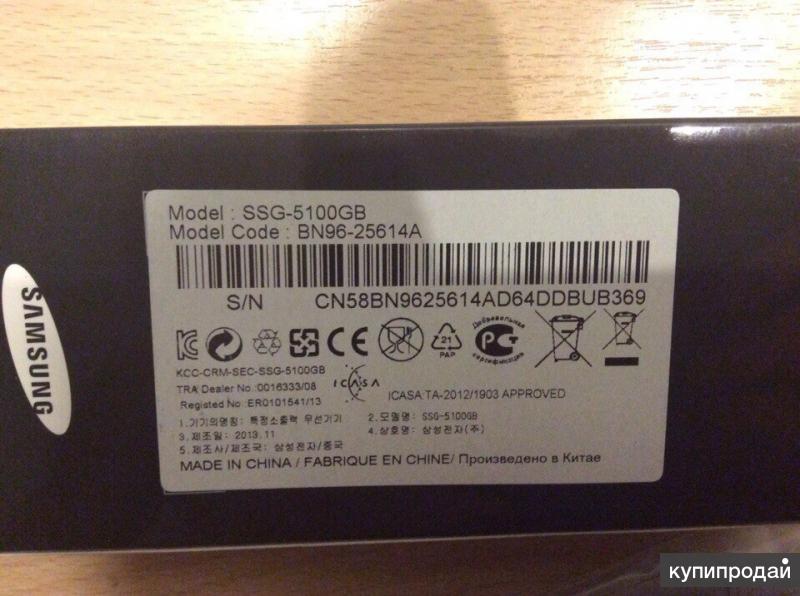 Model : SSG-5100GB
Model Code : BN96-25614A
S/N CN58BN9625614AD64DDBUB369
SAMSUNG
Добровольная
сертификация
21
PAP
KCC-CRM-SEC-SSG-5100GB
TRA Dealer No.:0016333/08
ICASA
ICASA TA-2012/1903 APPROVED
Registed No.:ER0101541/13
1.기기의명칭: 특정소출력 무선기기 2.모델명: SSG-5100GB
3.제조일: 2013.11 4.상호명: 삼성전자(주)
5.제조사/제조국: 삼성전자/중국
MADE IN CHINA / FABRIQUE EN CHINE/ Произведено в Китае
купипродай